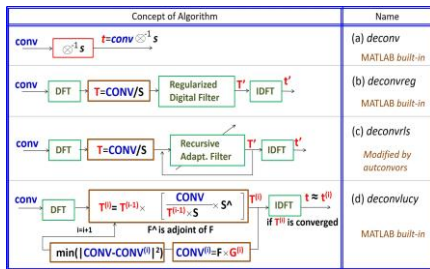 Concept of Algorithm
Name
conv
⊗⁻¹ s
t=conv ⊗⁻¹ s
(a) deconv
MATLAB built-in
conv
DFT
T=CONV/S
Regularized
Digital Filter
T'
IDFT
t'
(b) deconvreg
MATLAB built-in
conv
DFT
T=CONV/S
Recursive
Adapt. Filter
T'
IDFT
t'
(c) deconvrls
Modified by
autconvors
conv
DFT
T⁽ⁱ⁾= T⁽ⁱ⁻¹⁾× [ CONV / T⁽ⁱ⁻¹⁾× S × S^ ]
T⁽ⁱ⁾
IDFT
t ≈ t⁽ⁱ⁾
if T⁽ⁱ⁾ is converged
i=i+1
F^ is adjoint of F
min(|CONV-CONV⁽ⁱ⁾|²)
CONV⁽ⁱ⁾=F × G⁽ⁱ⁾
(d) deconvlucy
MATLAB built-in